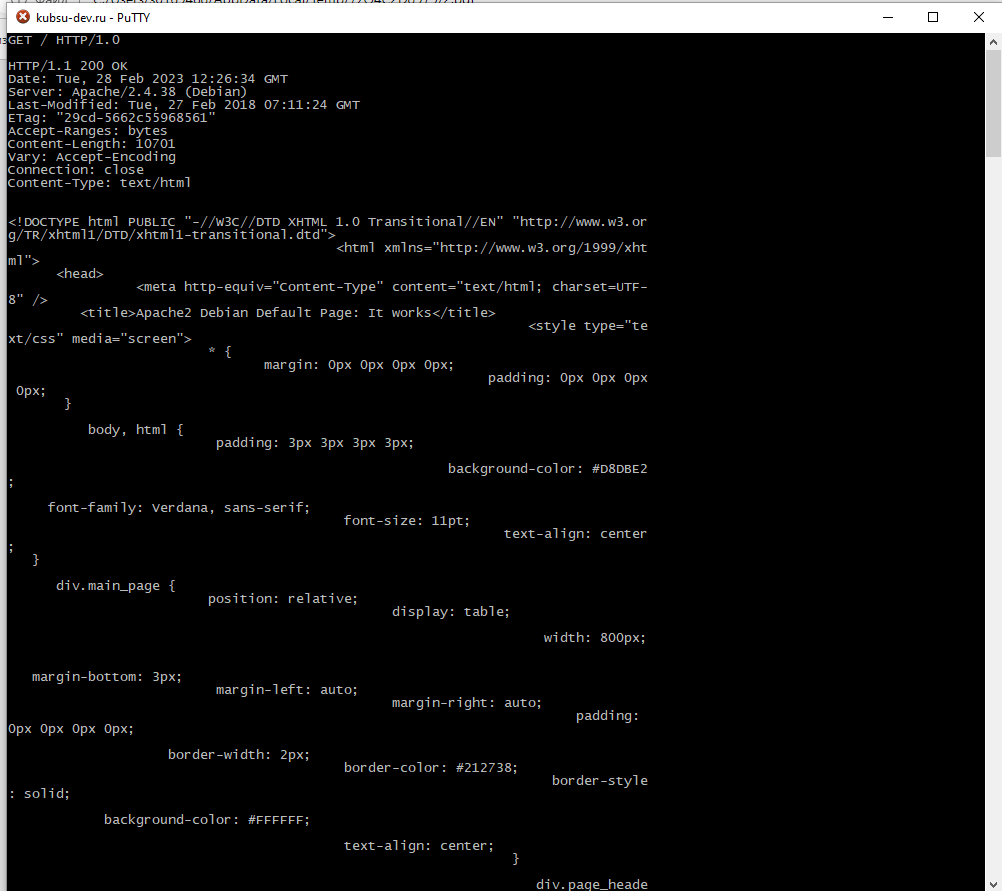 kubsu-dev.ru - PuTTY
GET / HTTP/1.0
HTTP/1.1 200 OK
Date: Tue, 28 Feb 2023 12:26:34 GMT
Server: Apache/2.4.38 (Debian)
Last-Modified: Tue, 27 Feb 2018 07:11:24 GMT
ETag: "29cd-5662c55968561"
Accept-Ranges: bytes
Content-Length: 10701
Vary: Accept-Encoding
Connection: close
Content-Type: text/html
<!DOCTYPE html PUBLIC "-//W3C//DTD XHTML 1.0 Transitional//EN" "http://www.w3.or
g/TR/xhtml1/DTD/xhtml1-transitional.dtd">
<html xmlns="http://www.w3.org/1999/xht
ml">
<head>
<meta http-equiv="Content-Type" content="text/html; charset=UTF-
8" />
<title>Apache2 Debian Default Page: It works</title>
<style type="te
xt/css" media="screen">
* {
margin: 0px 0px 0px 0px;
padding: 0px 0px 0px
0px;
}
body, html {
padding: 3px 3px 3px 3px;
background-color: #D8DBE2
;
font-family: Verdana, sans-serif;
font-size: 11pt;
text-align: center
;
}
div.main_page {
position: relative;
display: table;
width: 800px;
margin-bottom: 3px;
margin-left: auto;
margin-right: auto;
padding:
0px 0px 0px 0px;
border-width: 2px;
border-color: #212738;
border-style
: solid;
background-color: #FFFFFF;
text-align: center;
}
div.page_heade